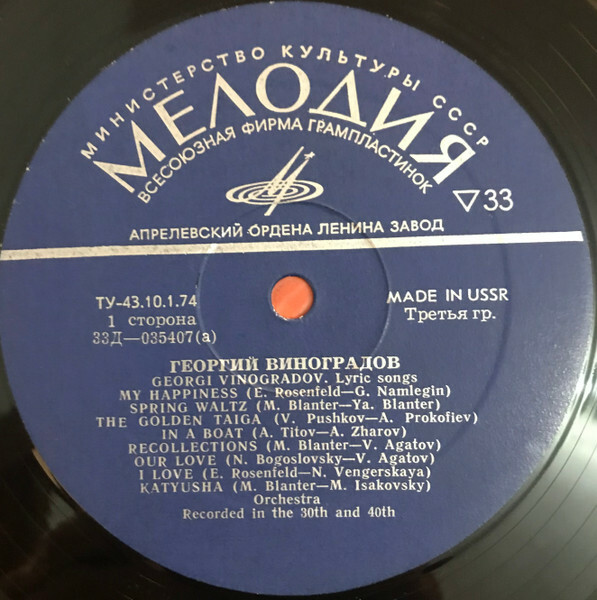 МИНИСТЕРСТВО КУЛЬТУРЫ СССР
МЕЛОДИЯ
ВСЕСОЮЗНАЯ ФИРМА ГРАМПЛАСТИНОК
▽33
АПРЕЛЕВСКИЙ ОРДЕНА ЛЕНИНА ЗАВОД
ТУ-43.10.1.74
MADE IN USSR
1 сторона
Третья гр.
33Д—035407(а)
ГЕОРГИЙ ВИНОГРАДОВ
GEORGI VINOGRADOV. Lyric songs
MY HAPPINESS (E. Rosenfeld—G. Namlegin)
SPRING WALTZ (M. Blanter—Ya. Blanter)
THE GOLDEN TAIGA (V. Pushkov—A. Prokofiev)
IN A BOAT (A. Titov—A. Zharov)
RECOLLECTIONS (M. Blanter—V. Agatov)
OUR LOVE (N. Bogoslovsky—V. Agatov)
I LOVE (E. Rosenfeld—N. Vengerskaya)
KATYUSHA (M. Blanter—M. Isakovsky)
Orchestra
Recorded in the 30th and 40th